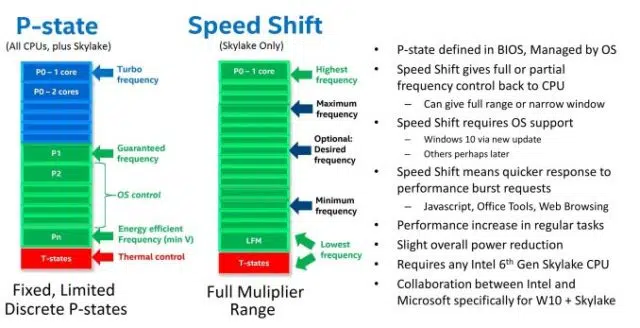 P-state
(All CPUs, plus Skylake)
P0 – 1 core
P0 – 2 cores
P1
P2
Pn
T-states
Turbo
frequency
Guaranteed
frequency
OS control
Energy efficient
Frequency (min V)
Thermal control
Fixed, Limited
Discrete P-states
Speed Shift
(Skylake Only)
P0 – 1 core
LFM
T-states
Highest
frequency
Maximum
frequency
Optional:
Desired
frequency
Minimum
frequency
Lowest
frequency
Full Muliplier
Range
• P-state defined in BIOS, Managed by OS
• Speed Shift gives full or partial
frequency control back to CPU
– Can give full range or narrow window
• Speed Shift requires OS support
– Windows 10 via new update
– Others perhaps later
• Speed Shift means quicker response to
performance burst requests
– Javascript, Office Tools, Web Browsing
• Performance increase in regular tasks
• Slight overall power reduction
• Requires any Intel 6th Gen Skylake CPU
• Collaboration between Intel and
Microsoft specifically for W10 + Skylake